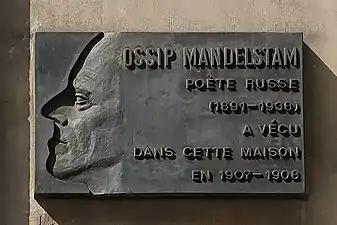 OSSIP MANDELSTAM
POÈTE RUSSE
(1891-1938)
A VÉCU
DANS CETTE MAISON
EN 1907-1908